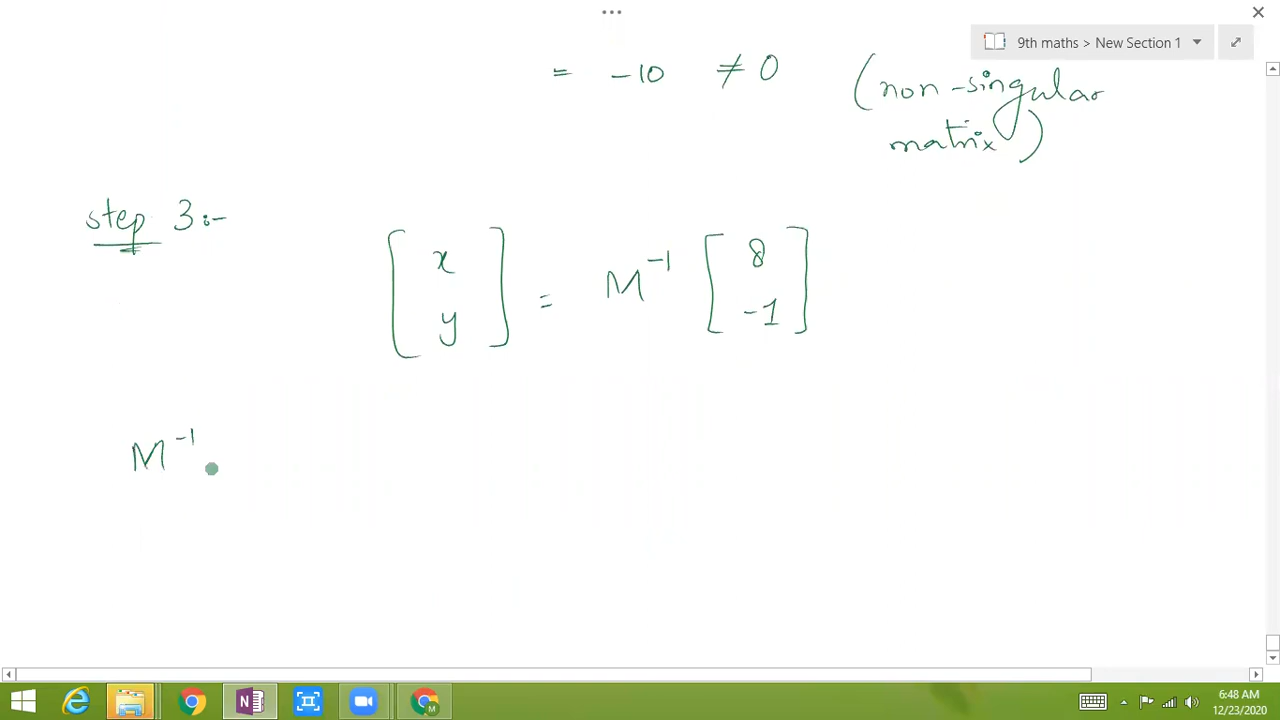 9th maths > New Section 1
= -10 ≠ 0 (non-singular
matrix)
step 3:-
[x
y] = M⁻¹ [8
-1]
M⁻¹
6:48 AM
12/23/2020